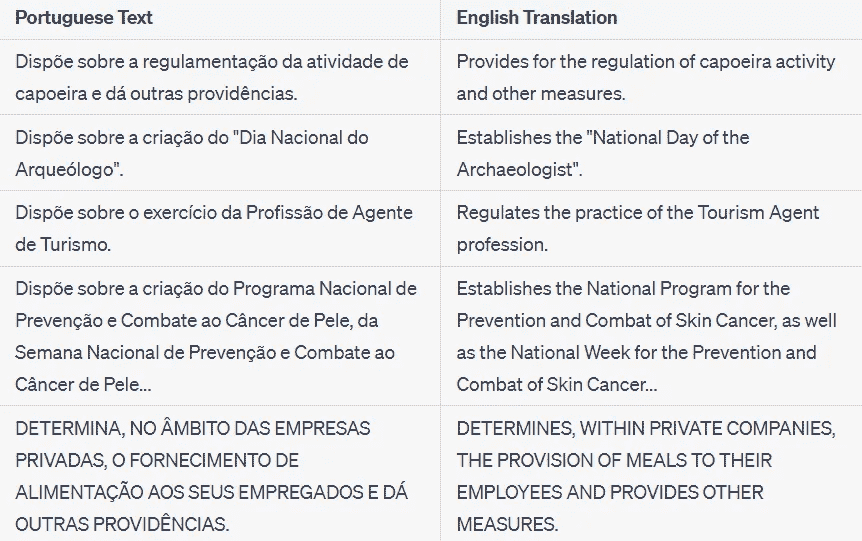 Portuguese Text
English Translation
Dispõe sobre a regulamentação da atividade de
capoeira e dá outras providências.
Provides for the regulation of capoeira activity
and other measures.
Dispõe sobre a criação do "Dia Nacional do
Arqueólogo".
Establishes the "National Day of the
Archaeologist".
Dispõe sobre o exercício da Profissão de Agente
de Turismo.
Regulates the practice of the Tourism Agent
profession.
Dispõe sobre a criação do Programa Nacional de
Prevenção e Combate ao Câncer de Pele, da
Semana Nacional de Prevenção e Combate ao
Câncer de Pele...
Establishes the National Program for the
Prevention and Combat of Skin Cancer, as well
as the National Week for the Prevention and
Combat of Skin Cancer...
DETERMINA, NO ÂMBITO DAS EMPRESAS
PRIVADAS, O FORNECIMENTO DE
ALIMENTAÇÃO AOS SEUS EMPREGADOS E DÁ
OUTRAS PROVIDÊNCIAS.
DETERMINES, WITHIN PRIVATE COMPANIES,
THE PROVISION OF MEALS TO THEIR
EMPLOYEES AND PROVIDES OTHER
MEASURES.